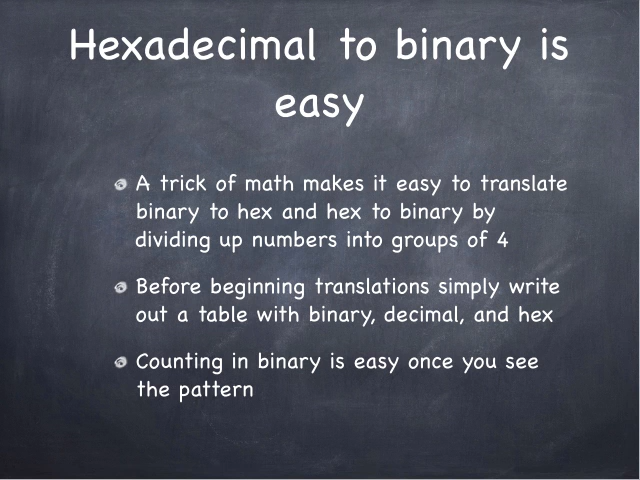 Hexadecimal to binary is
easy
A trick of math makes it easy to translate
binary to hex and hex to binary by
dividing up numbers into groups of 4
Before beginning translations simply write
out a table with binary, decimal, and hex
Counting in binary is easy once you see
the pattern